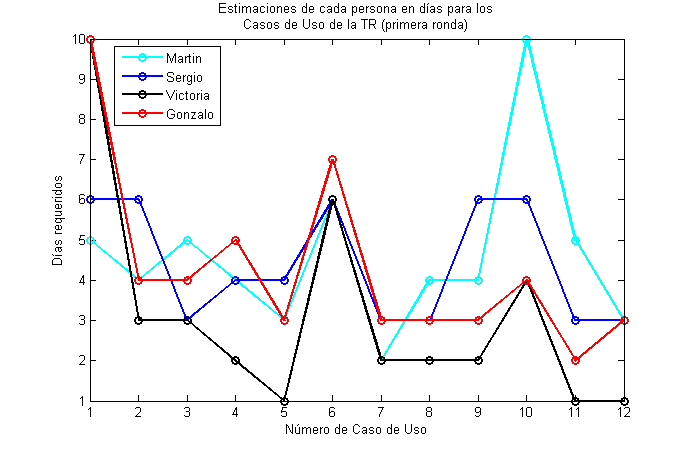 Estimaciones de cada persona en días para los
Casos de Uso de la TR (primera ronda)
Martin
Sergio
Victoria
Gonzalo
Días requeridos
10
9
8
7
6
5
4
3
2
1
1 2 3 4 5 6 7 8 9 10 11 12
Número de Caso de Uso